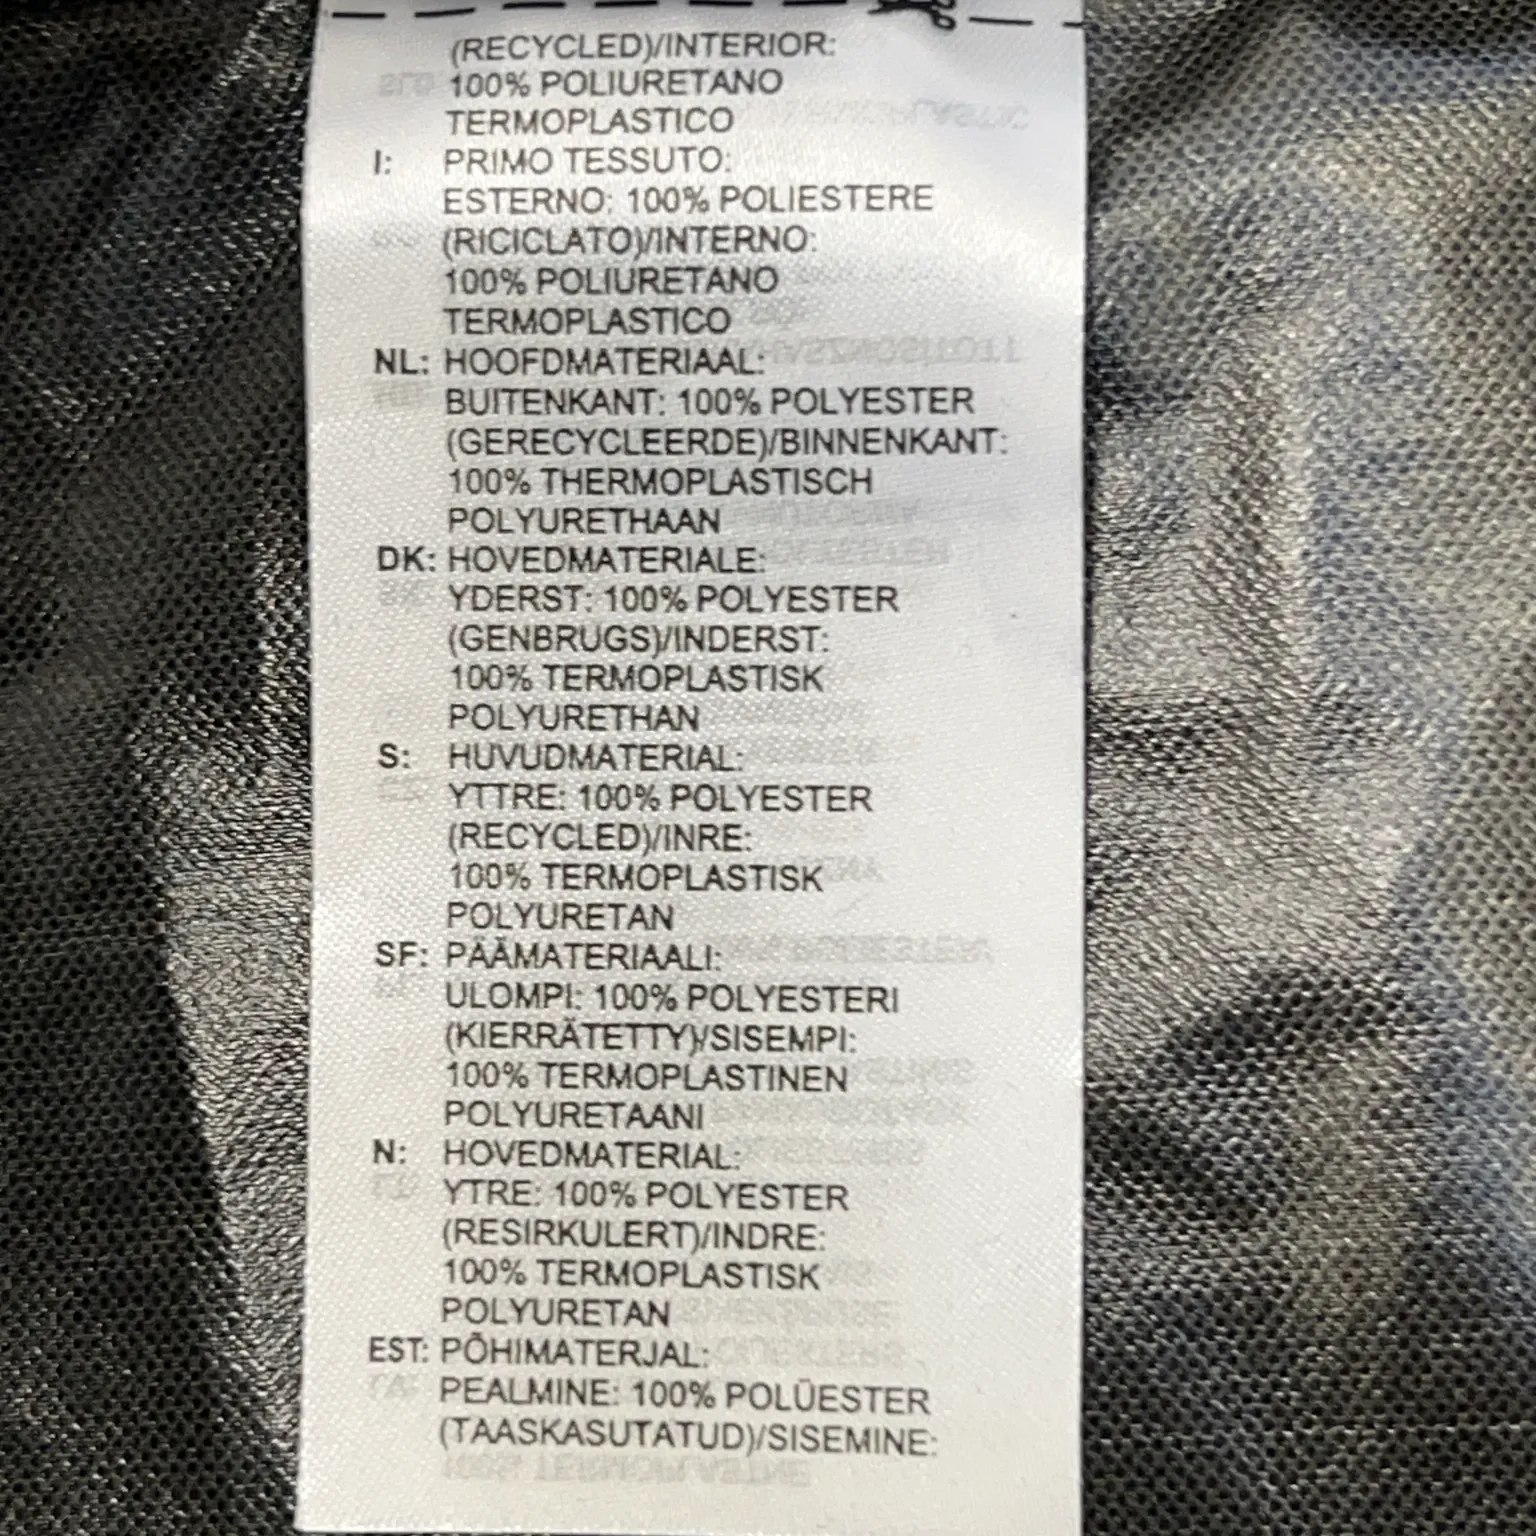 (RECYCLED)/INTERIOR:
100% POLIURETANO
TERMOPLASTICO
I: PRIMO TESSUTO:
ESTERNO: 100% POLIESTERE
(RICICLATO)/INTERNO:
100% POLIURETANO
TERMOPLASTICO
NL: HOOFDMATERIAAL:
BUITENKANT: 100% POLYESTER
(GERECYCLEERDE)/BINNENKANT:
100% THERMOPLASTISCH
POLYURETHAAN
DK: HOVEDMATERIALE:
YDERST: 100% POLYESTER
(GENBRUGS)/INDERST:
100% TERMOPLASTISK
POLYURETHAN
S: HUVUDMATERIAL:
YTTRE: 100% POLYESTER
(RECYCLED)/INRE:
100% TERMOPLASTISK
POLYURETAN
SF: PÄÄMATERIAALI:
ULOMPI: 100% POLYESTERI
(KIERRÄTETTY)/SISEMPI:
100% TERMOPLASTINEN
POLYURETAANI
N: HOVEDMATERIAL:
YTRE: 100% POLYESTER
(RESIRKULERT)/INDRE:
100% TERMOPLASTISK
POLYURETAN
EST: PÕHIMATERJAL:
PEALMINE: 100% POLÜESTER
(TAASKASUTATUD)/SISEMINE: